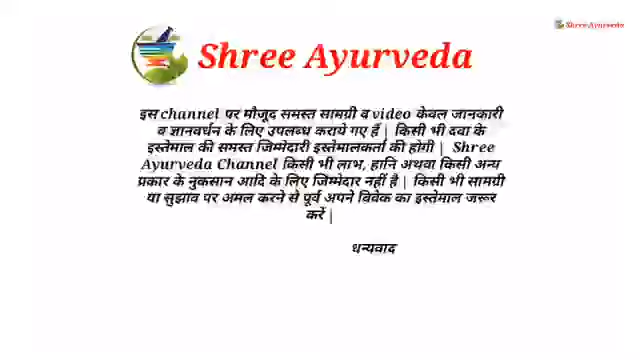 Shree Ayurveda
Shree Ayurveda
इस channel पर मौजूद समस्त सामग्री व video केवल जानकारी
व ज्ञानवर्धन के लिए उपलब्ध कराये गए हैं | किसी भी दवा के
इस्तेमाल की समस्त जिम्मेदारी इस्तेमालकर्ता की होगी | Shree
Ayurveda Channel किसी भी लाभ, हानि अथवा किसी अन्य
प्रकार के नुकसान आदि के लिए जिम्मेदार नहीं है | किसी भी सामग्री
या सुझाव पर अमल करने से पूर्व अपने विवेक का इस्तेमाल जरूर
करें |
धन्यवाद